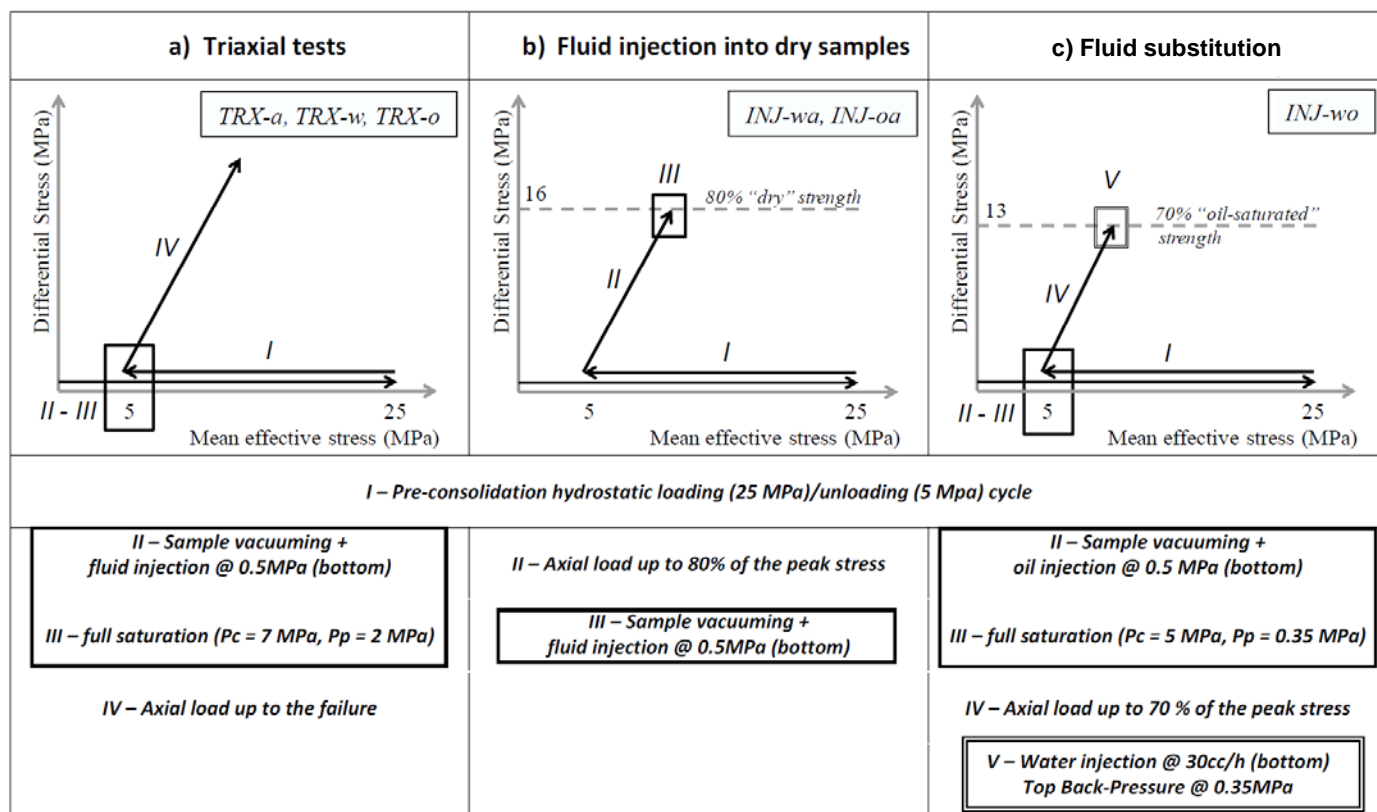 a) Triaxial tests
b) Fluid injection into dry samples
c) Fluid substitution
Differential Stress (MPa)
TRX-a, TRX-w, TRX-o
IV
I
II - III
5
25
Mean effective stress (MPa)
Differential Stress (MPa)
INJ-wa, INJ-oa
III
16
80% “dry” strength
II
I
5
25
Mean effective stress (MPa)
Differential Stress (MPa)
INJ-wo
V
13
70% “oil-saturated”
strength
IV
I
II - III
5
25
Mean effective stress (MPa)
I – Pre-consolidation hydrostatic loading (25 MPa)/unloading (5 Mpa) cycle
II – Sample vacuuming +
fluid injection @ 0.5MPa (bottom)
III – full saturation (Pc = 7 MPa, Pp = 2 MPa)
IV – Axial load up to the failure
II – Axial load up to 80% of the peak stress
III – Sample vacuuming +
fluid injection @ 0.5MPa (bottom)
II – Sample vacuuming +
oil injection @ 0.5 MPa (bottom)
III – full saturation (Pc = 5 MPa, Pp = 0.35 MPa)
IV – Axial load up to 70 % of the peak stress
V – Water injection @ 30cc/h (bottom)
Top Back-Pressure @ 0.35MPa